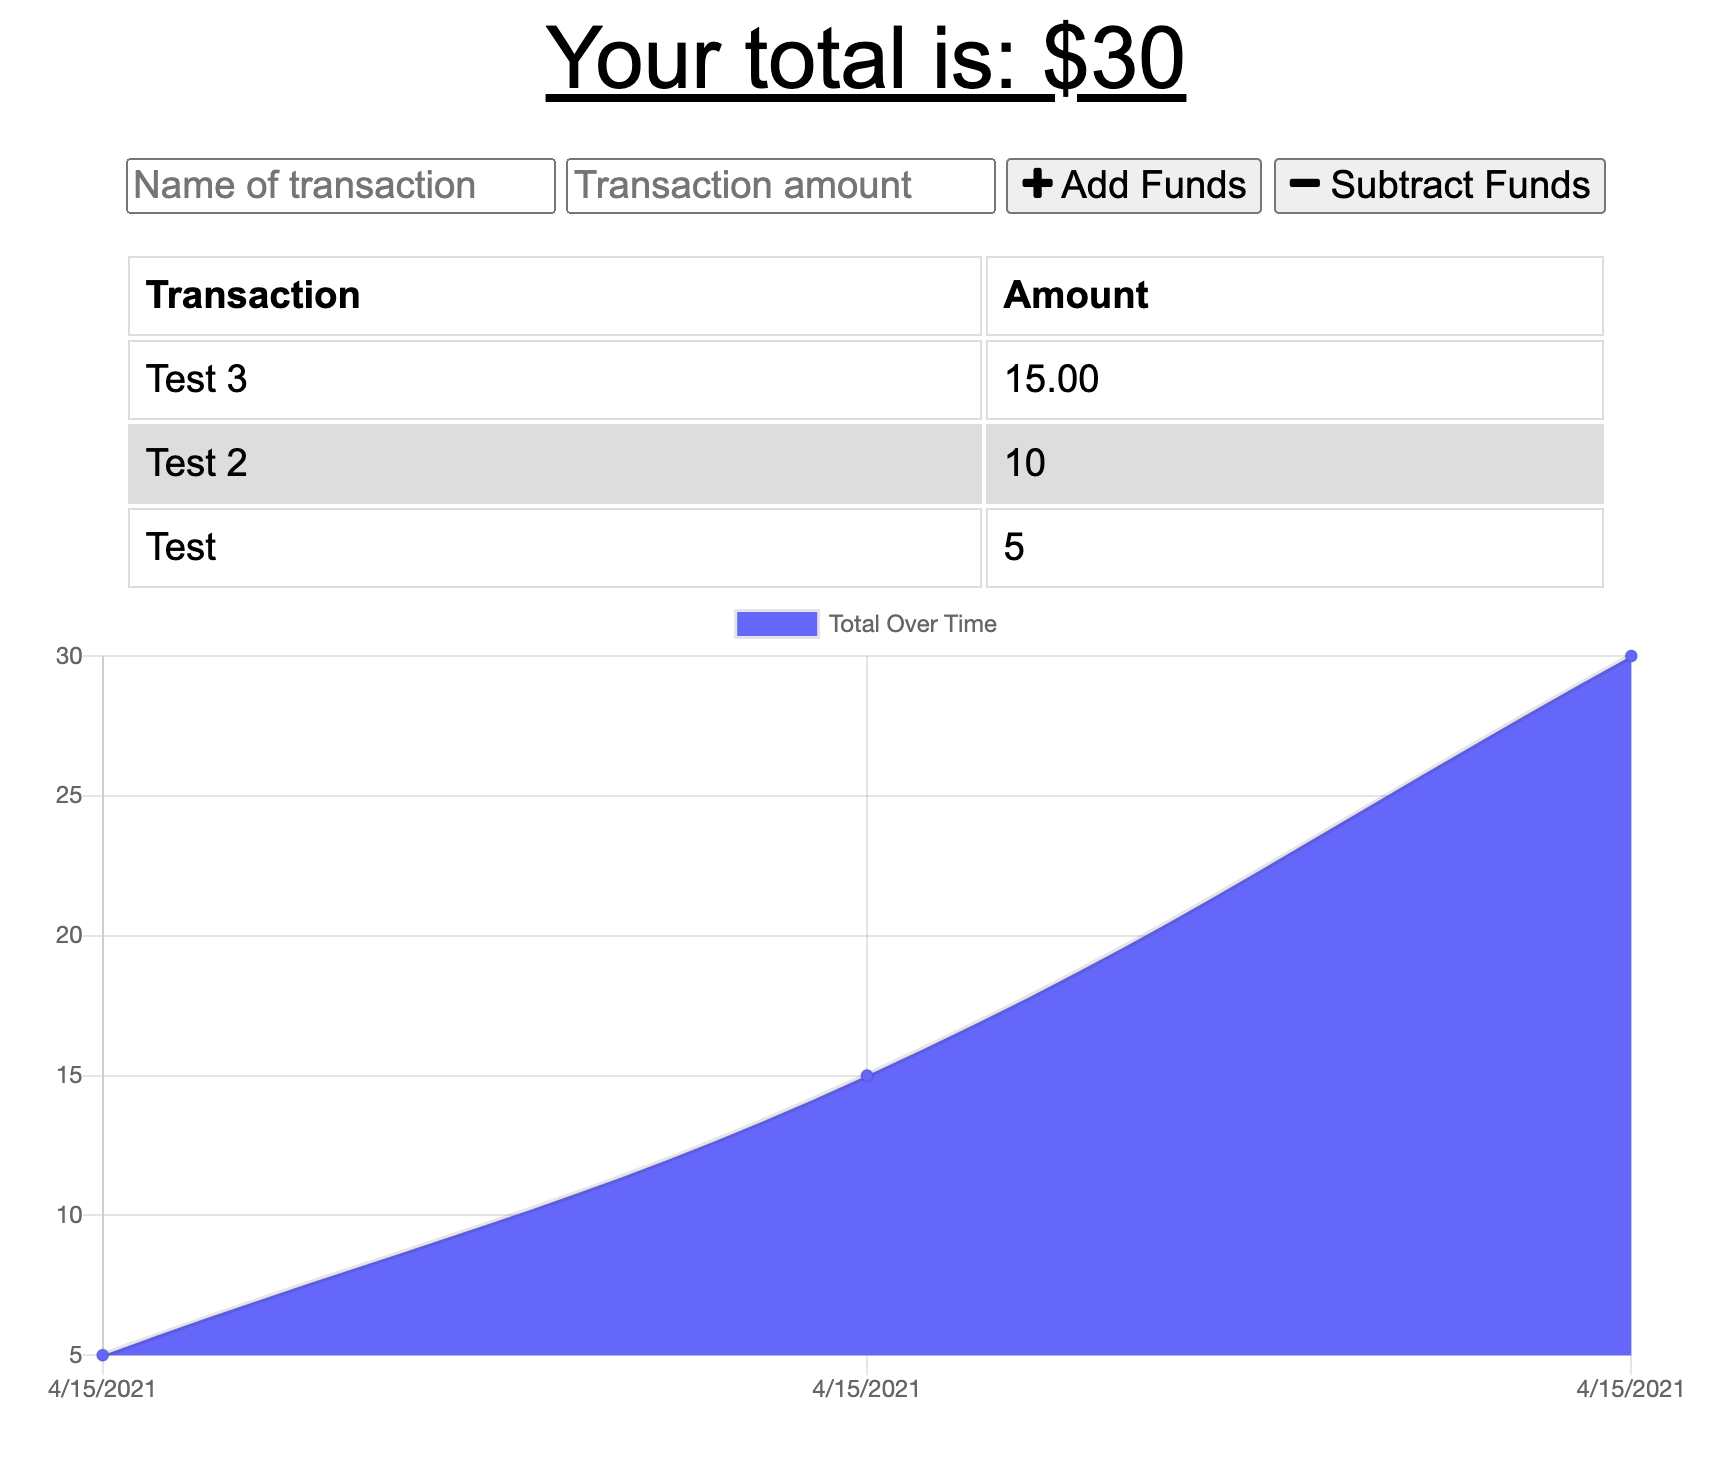 Your total is: $30
Name of transaction Transaction amount Add Funds Subtract Funds
Transaction Amount
Test 3 15.00
Test 2 10
Test 5
Total Over Time
30
25
20
15
10
5
4/15/2021 4/15/2021 4/15/2021